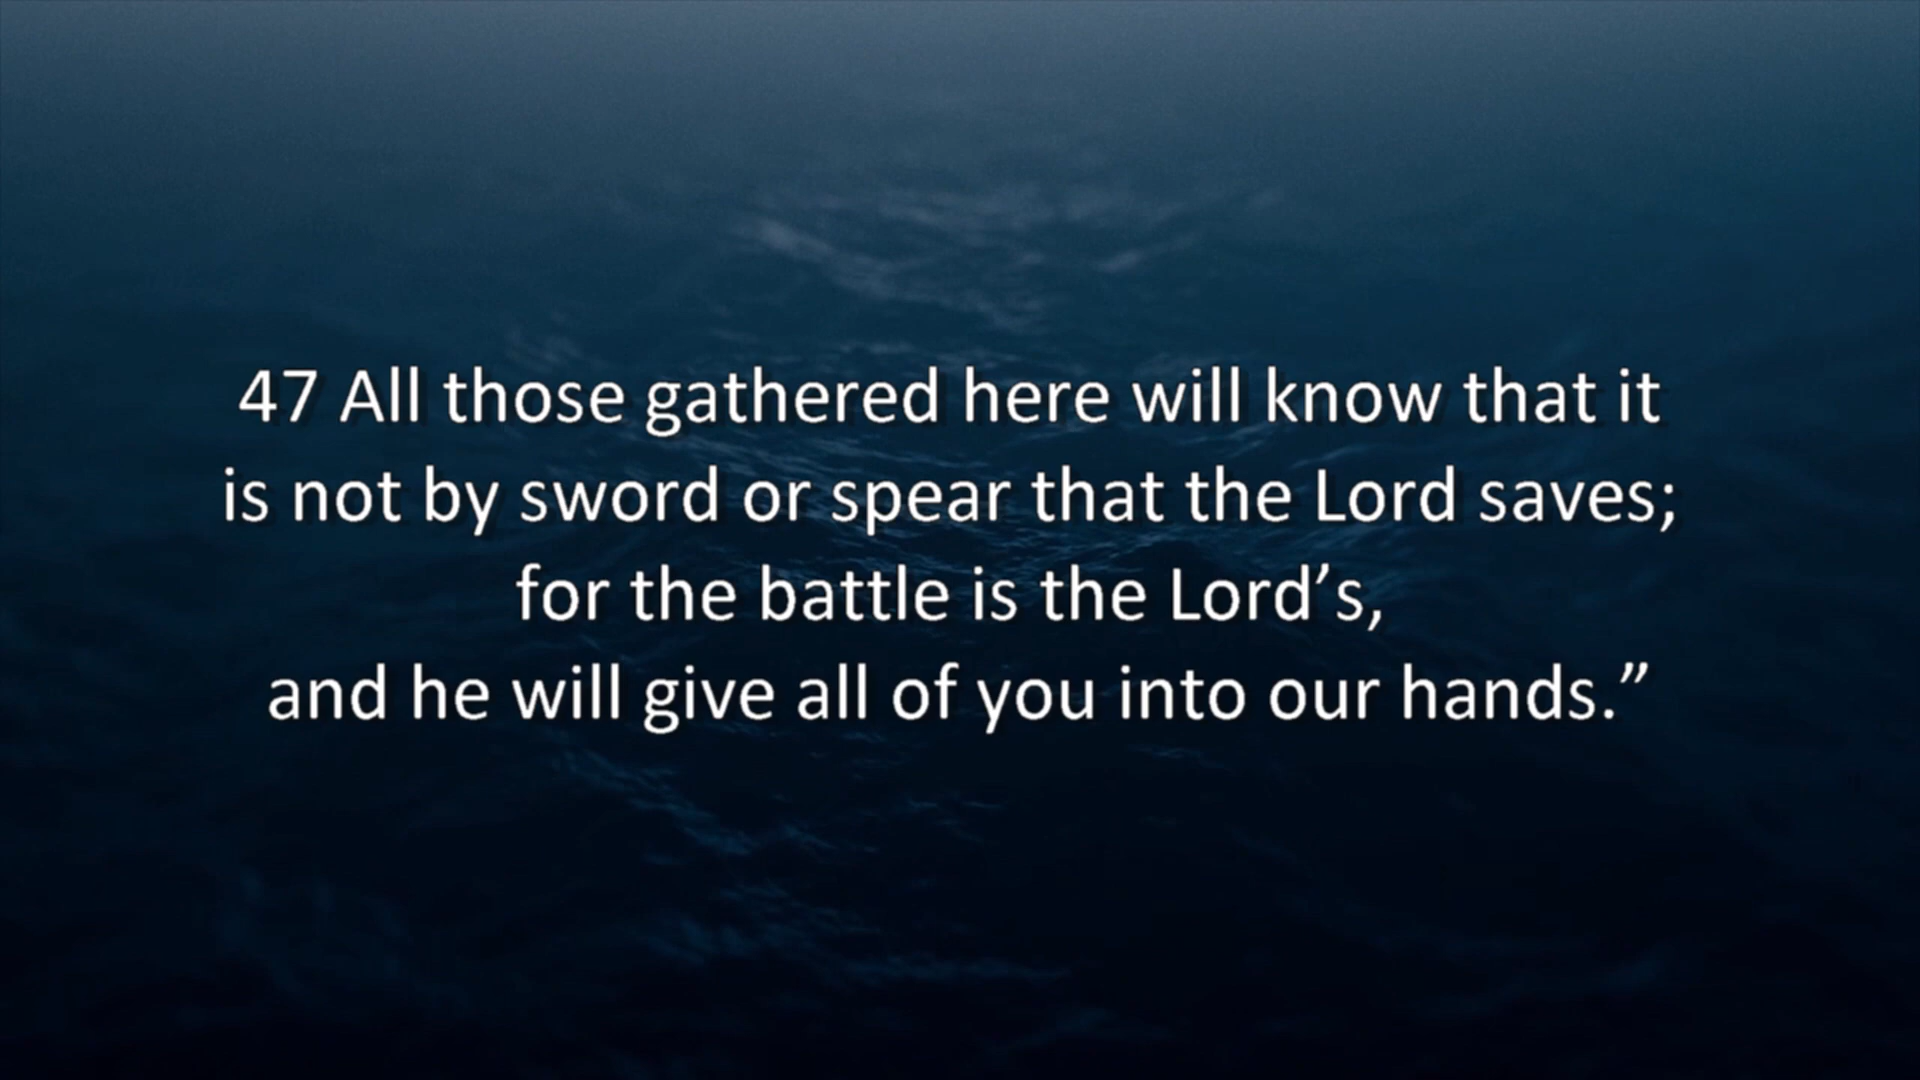 47 All those gathered here will know that it
is not by sword or spear that the Lord saves;
for the battle is the Lord’s,
and he will give all of you into our hands.”